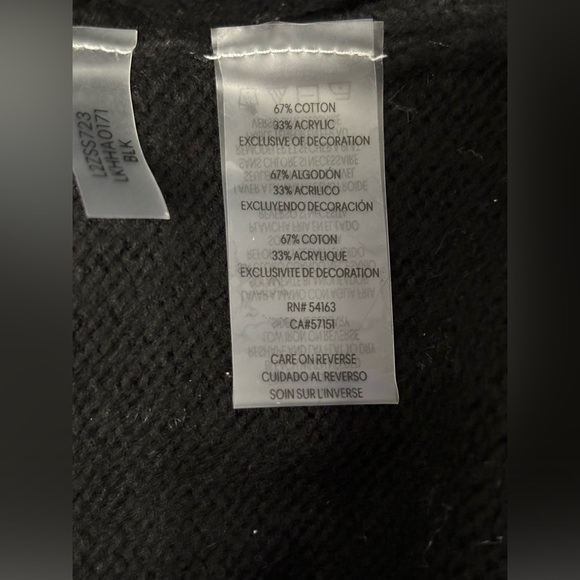 L22SS723
LKHHA0171
BLK
67% COTTON
33% ACRYLIC
EXCLUSIVE OF DECORATION
67% ALGODÓN
33% ACRILICO
EXCLUYENDO DECORACIÓN
67% COTON
33% ACRYLIQUE
EXCLUSIVITE DE DECORATION
RN# 54163
CA#57151
CARE ON REVERSE
CUIDADO AL REVERSO
SOIN SUR L'INVERSE